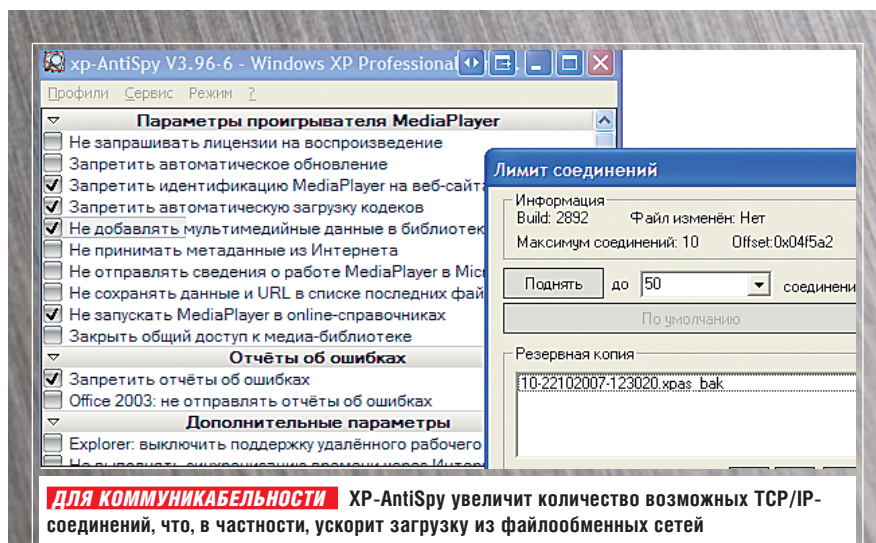 xp-AntiSpy V3.96-6 - Windows XP Professional
Профили Сервис Режим ?
Параметры проигрывателя MediaPlayer
Не запрашивать лицензии на воспроизведение
Запретить автоматическое обновление
Запретить идентификацию MediaPlayer на веб-сайта
Запретить автоматическую загрузку кодеков
Не добавлять мультимедийные данные в библиотек
Не принимать метаданные из Интернета
Не отправлять сведения о работе MediaPlayer в Mic
Не сохранять данные и URL в списке последних фай
Не запускать MediaPlayer в online-справочниках
Закрыть общий доступ к медиа-библиотеке
Отчёты об ошибках
Запретить отчёты об ошибках
Office 2003: не отправлять отчёты об ошибках
Дополнительные параметры
Explorer: выключить поддержку удалённого рабочего
Не выполнять синхронизацию времени через Интер
Лимит соединений
Информация
Build: 2892 Файл изменён: Нет
Максимум соединений: 10 Offset:0x04f5a2
Поднять до 50 соединени
По умолчанию
Резервная копия
10-22102007-123020.xpas_bak
ДЛЯ КОММУНИКАБЕЛЬНОСТИ XP-AntiSpy увеличит количество возможных TCP/IP-
соединений, что, в частности, ускорит загрузку из файлообменных сетей